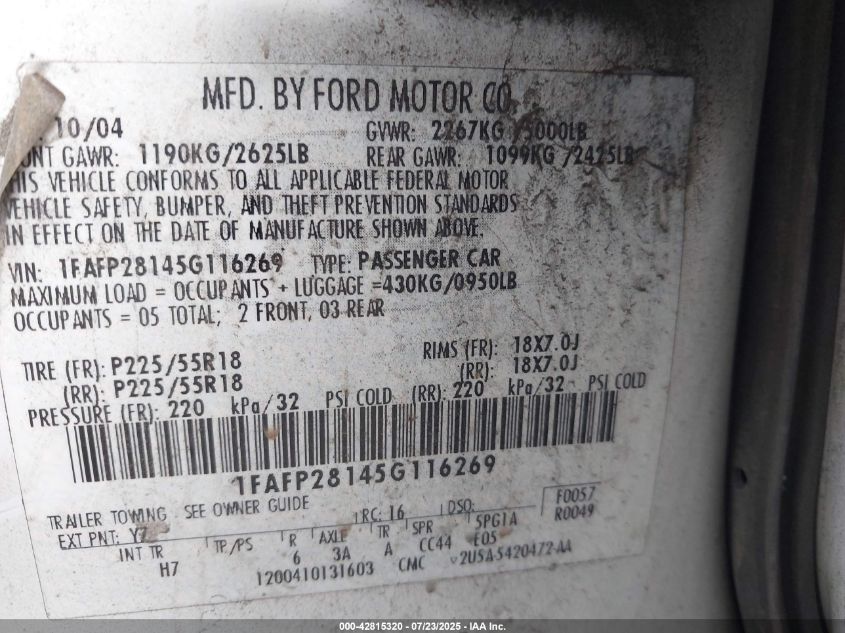 MFD. BY FORD MOTOR CO.
10/04 GVWR: 2267KG /5000LB
GAWR: 1190KG/2625LB REAR GAWR: 1099KG /2425LB
THIS VEHICLE CONFORMS TO ALL APPLICABLE FEDERAL MOTOR
VEHICLE SAFETY, BUMPER, AND THEFT PREVENTION STANDARDS
IN EFFECT ON THE DATE OF MANUFACTURE SHOWN ABOVE.
VIN: 1FAFP28145G116269 TYPE: PASSENGER CAR
MAXIMUM LOAD = OCCUPANTS + LUGGAGE =430KG/0950LB
OCCUPANTS = 05 TOTAL; 2 FRONT, 03 REAR
TIRE (FR): P225/55R18 RIMS (FR): 18X7.0J
(RR): P225/55R18 (RR): 18X7.0J
PRESSURE (FR): 220 kPa/32 PSI COLD (RR): 220 kPa/32 PSI COLD
1FAFP28145G116269
TRAILER TOWING SEE OWNER GUIDE
EXT PNT: YZ RC: 16 DSO: F0057
R0049
INT TR TP/PS R AXLE TR SPR 5PG1A
H7 6 3A A CC44 E05
1200410131603 CMC 2U5A-5420472-AA
000-42815320 | 07/23/2025 | IAA Inc.